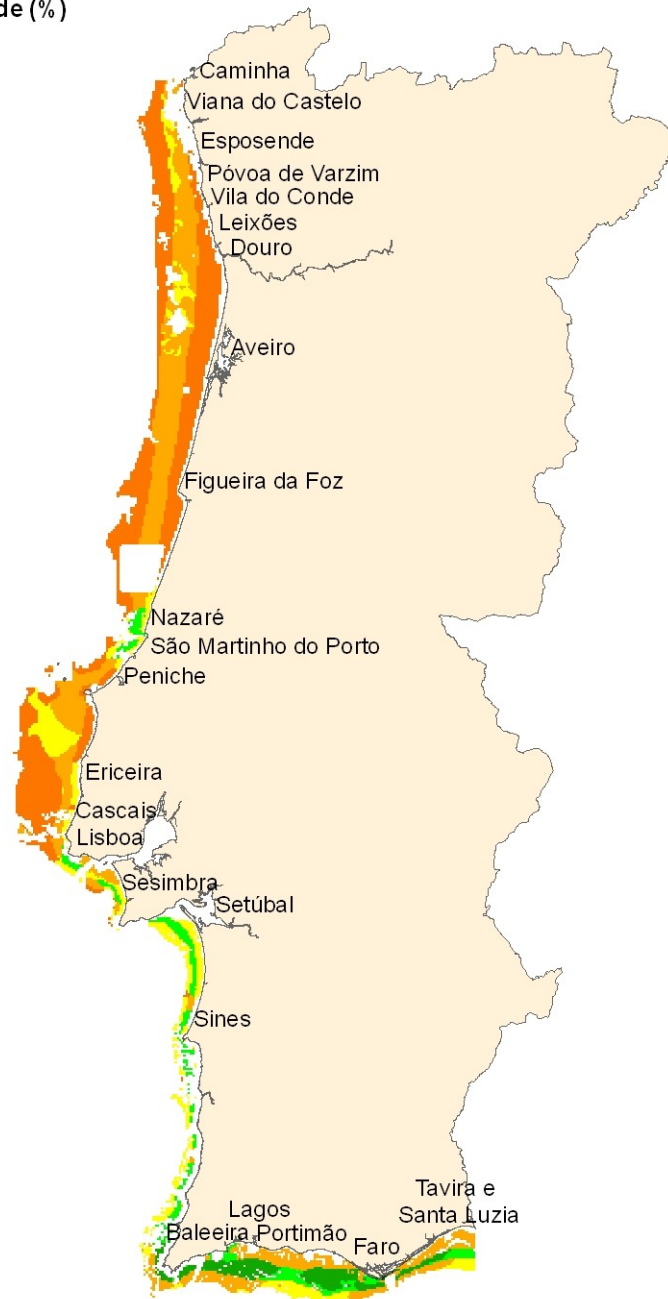 de (%)
Caminha
Viana do Castelo
Esposende
Póvoa de Varzim
Vila do Conde
Leixões
Douro
Aveiro
Figueira da Foz
Nazaré
São Martinho do Porto
Peniche
Ericeira
Cascais
Lisboa
Sesimbra
Setúbal
Sines
Tavira e
Santa Luzia
Lagos
Baleeira Portimão
Faro